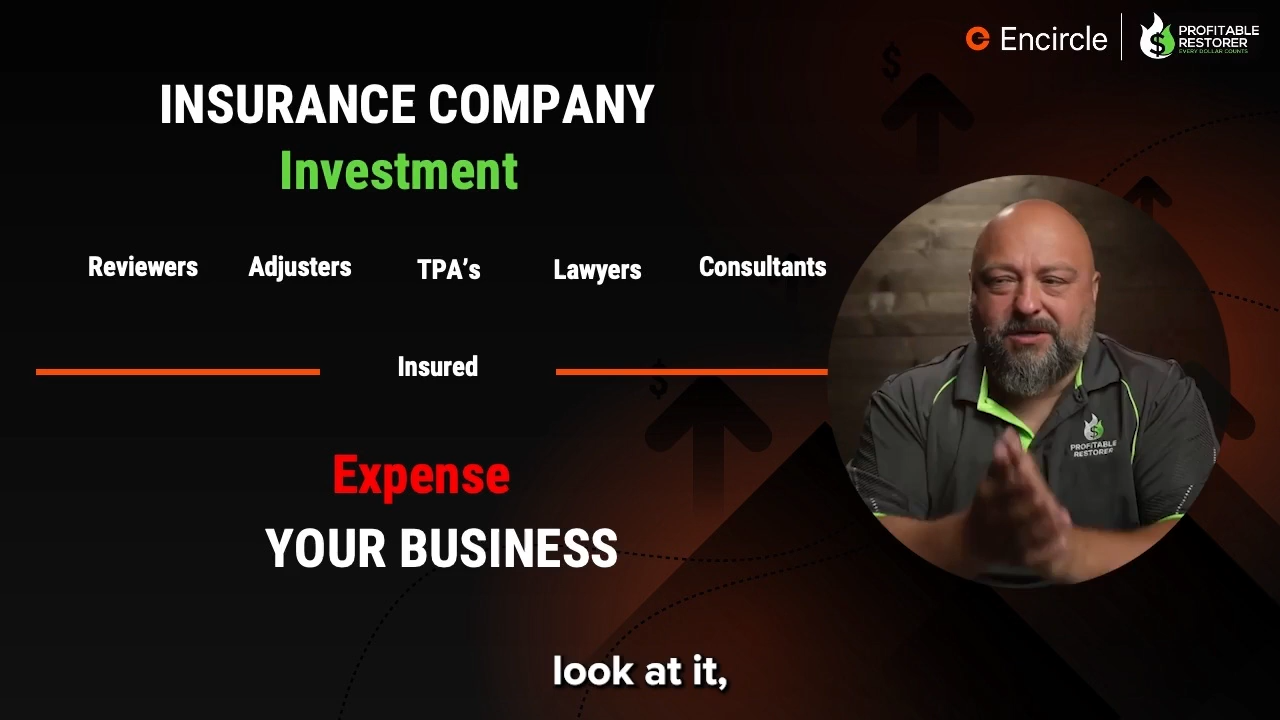 Encircle
PROFITABLE
RESTORER
EVERY DOLLAR COUNTS
INSURANCE COMPANY
Investment
Reviewers Adjusters TPA’s Lawyers Consultants
Insured
Expense
YOUR BUSINESS
PROFITABLE
RESTORER
look at it,